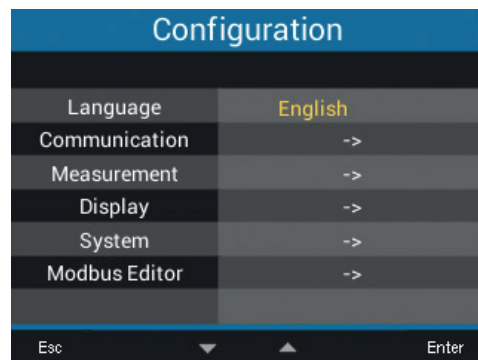 Configuration
Language English
Communication ->
Measurement ->
Display ->
System ->
Modbus Editor ->
Esc Enter